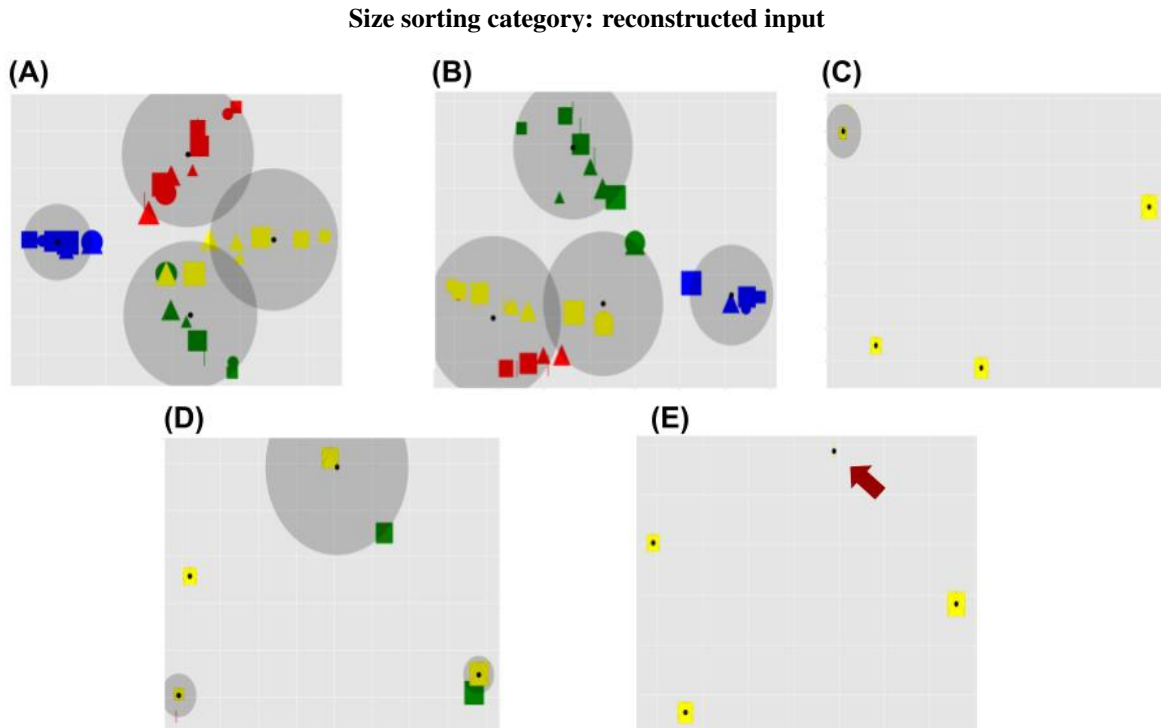 Size sorting category: reconstructed input
(A)
(B)
(C)
(D)
(E)